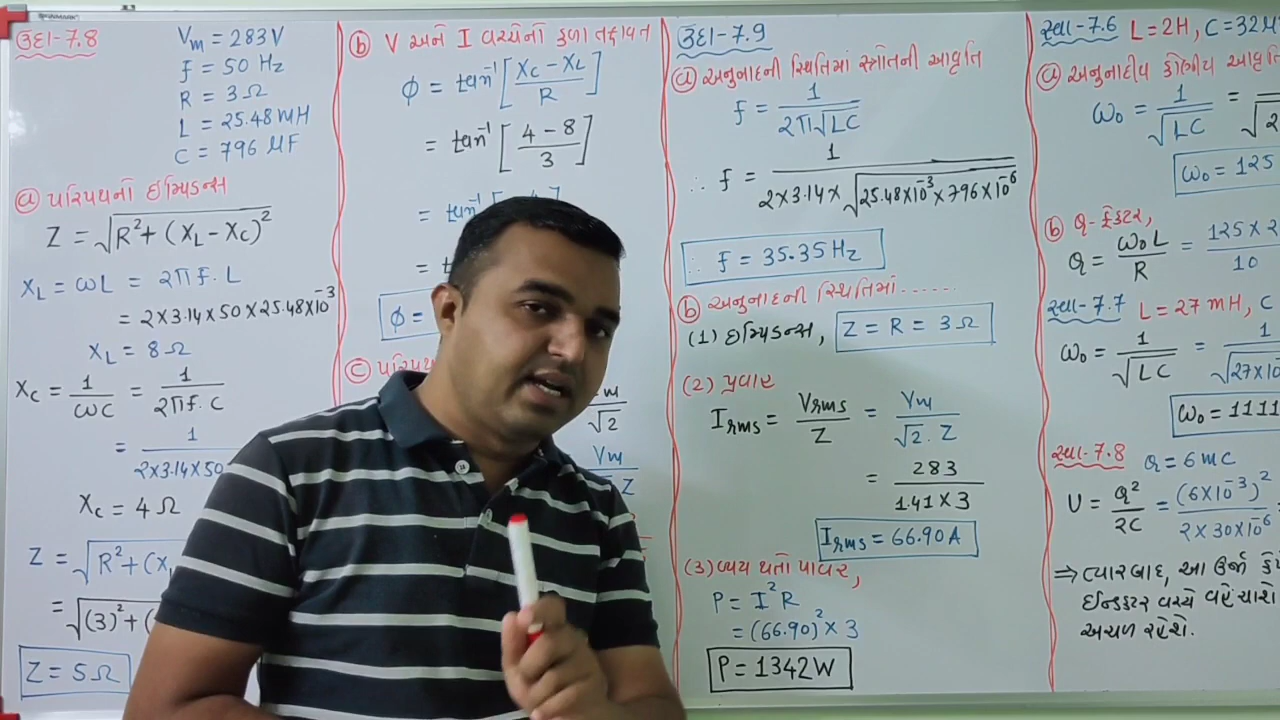 ઉદા-7.8
Vm = 283V
f = 50 Hz
R = 3Ω
L = 25.48 mH
C = 796 μF
ⓐ પરિપથનો ઇમ્પિડન્સ
Z = √R²+ (XL - XC)²
XL = ωL = 2πf.L
= 2×3.14×50×25.48×10⁻³
XL = 8Ω
XC = 1/ωC = 1/2πf.C
= 1/2×3.14×50
XC = 4Ω
Z = √R²+(X
= √(3)²+(
Z = 5Ω
ⓑ V અને I વચ્ચેનો કળા તફાવત
φ = tan⁻¹[XC - XL/R]
= tan⁻¹[4-8/3]
= tan⁻¹
φ =
ⓒ પરિપથ
√2
Vm
Z
ઉદા-7.9
ⓐ અનુનાદની સ્થિતિમાં સ્ત્રોતની આવૃત્તિ
f = 1/2π√LC
∴ f = 1/2×3.14×√25.48×10⁻³×796×10⁻⁶
∴ f = 35.35 Hz
ⓑ અનુનાદની સ્થિતિમાં......
(1) ઇમ્પિડન્સ, Z = R = 3Ω
(2) પ્રવાહ
Irms = Vrms/Z = Vm/√2.Z
= 283/1.41×3
Irms = 66.90A
(3) વ્યય થતો પાવર,
P = I²R
= (66.90)²×3
P = 1342W
સ્વા-7.6 L=2H, C=32μ
ⓐ અનુનાદીય કોણીય આવૃત્તિ
ω₀ = 1/√LC =
ω₀ = 125
ⓑ Q-ફેક્ટર,
Q = ω₀L/R = 125×2/10
સ્વા-7.7 L=27mH, C
ω₀ = 1/√LC = 1/√27×10
ω₀ = 1111
સ્વા-7.8 Q = 6mC
U = Q²/2C = (6×10⁻³)²/2×30×10⁻⁶ =
⇒ ત્યારબાદ, આ ઉર્જા કે
ઈન્ડક્ટર વચ્ચે વહેંચાશે
અચળ રહેશે.